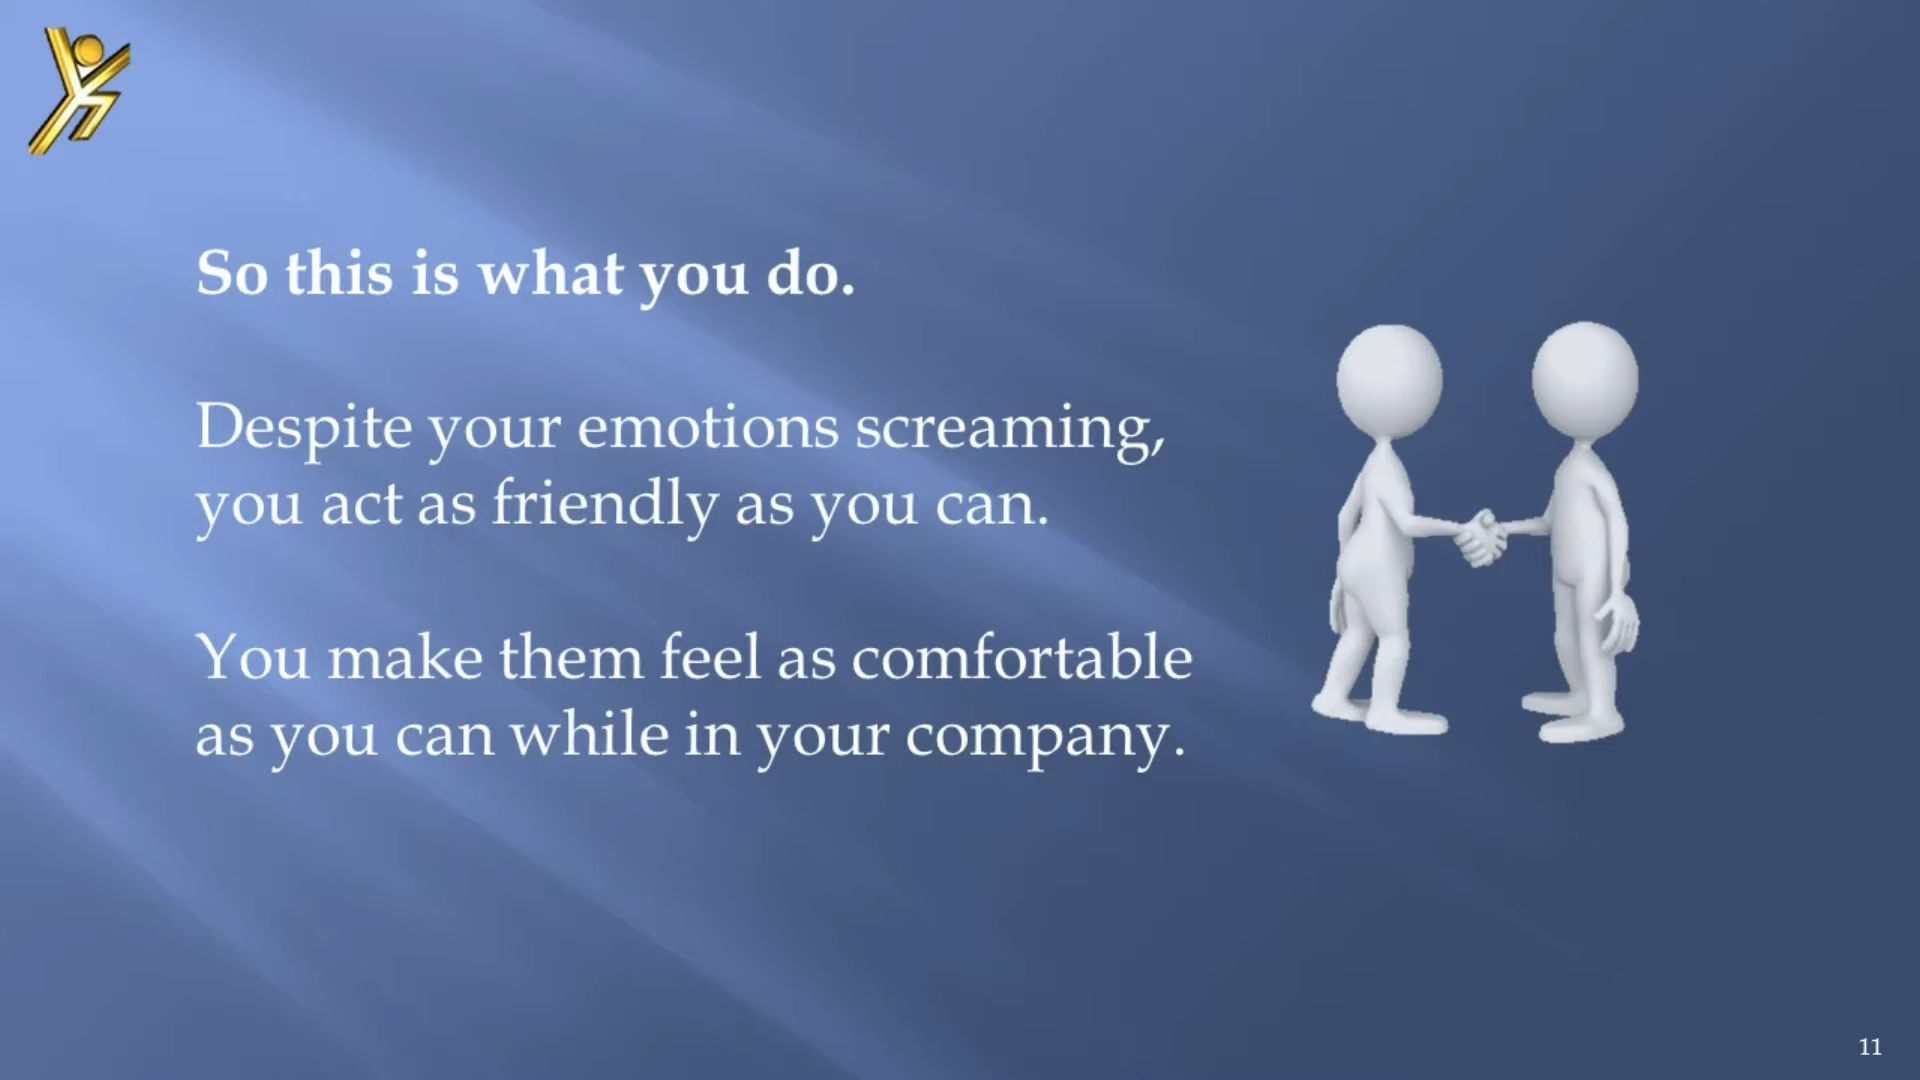 So this is what you do.
Despite your emotions screaming,
you act as friendly as you can.
You make them feel as comfortable
as you can while in your company.
11